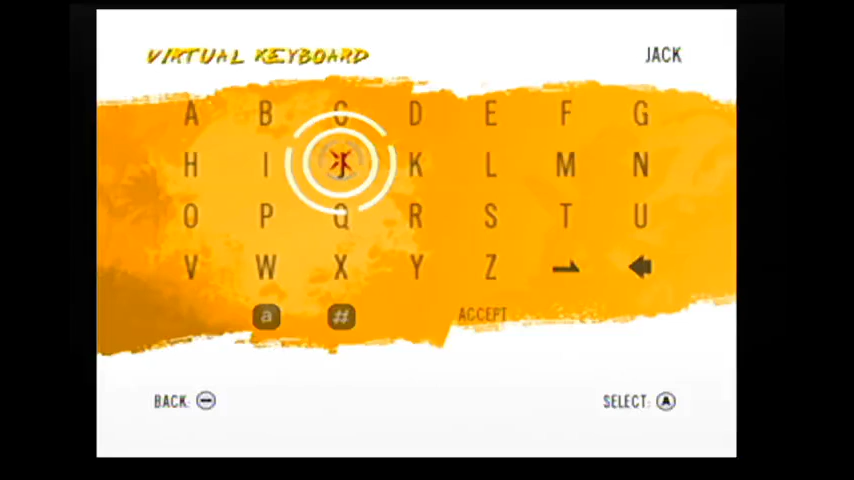 VIRTUAL KEYBOARD
JACK
A B C D E F G
H I J K L M N
O P Q R S T U
V W X Y Z
a #
ACCEPT
BACK: SELECT: A